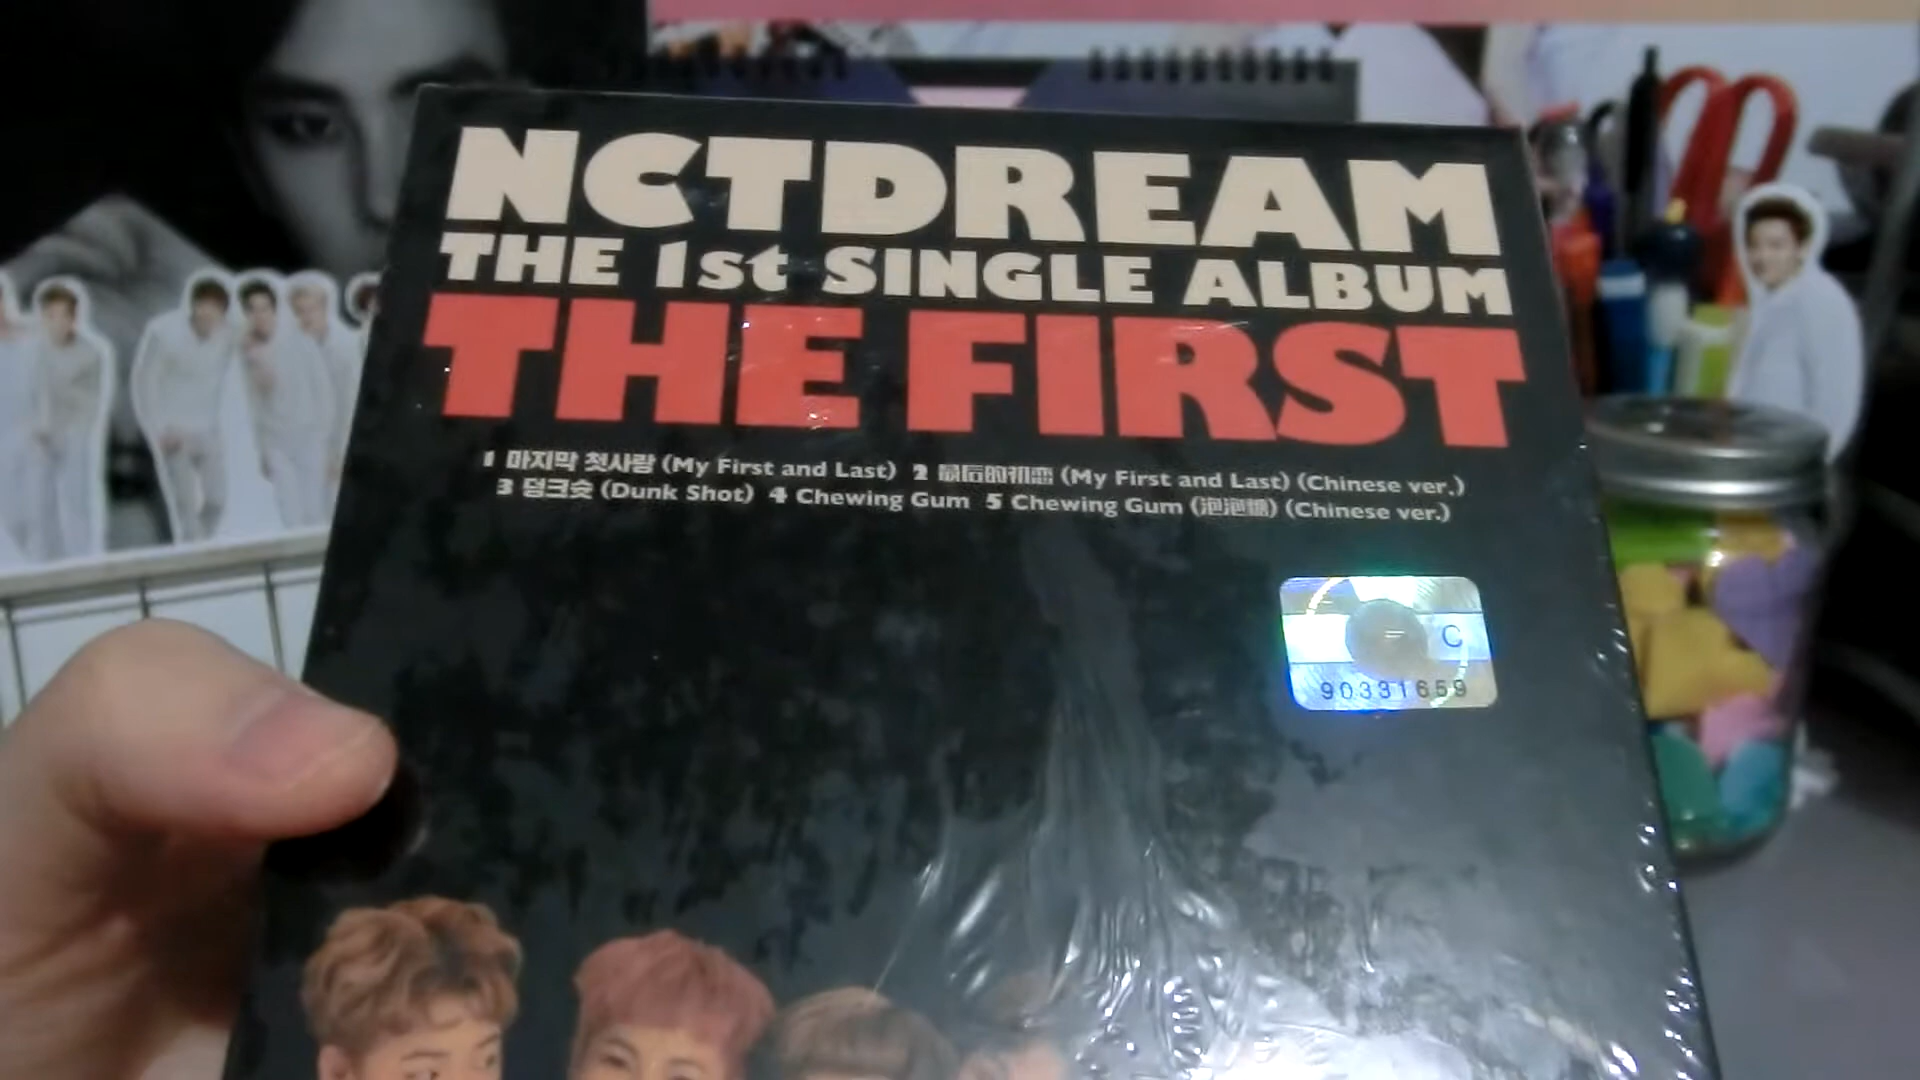 NCTDREAM
THE 1st SINGLE ALBUM
THE FIRST
1 마지막 첫사랑 (My First and Last) 2 最后的初恋 (My First and Last) (Chinese ver.)
3 덩크슛 (Dunk Shot) 4 Chewing Gum 5 Chewing Gum (泡泡糖) (Chinese ver.)
C
90331659